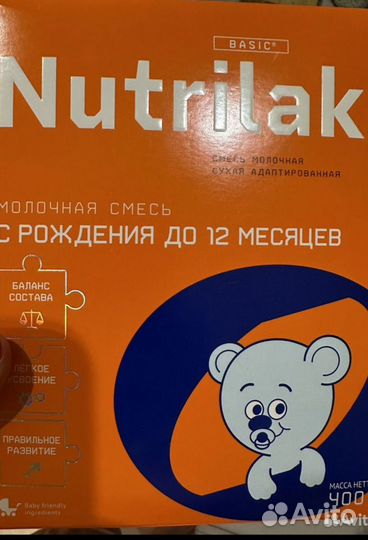 BASIC®
Nutrilak
СМЕСЬ МОЛОЧНАЯ
СУХАЯ АДАПТИРОВАННАЯ
МОЛОЧНАЯ СМЕСЬ
С РОЖДЕНИЯ ДО 12 МЕСЯЦЕВ
БАЛАНС
СОСТАВА
ЛЕГКОЕ
УСВОЕНИЕ
ПРАВИЛЬНОЕ
РАЗВИТИЕ
Baby friendly
ingredients
МАССА НЕТТ
400
Avito